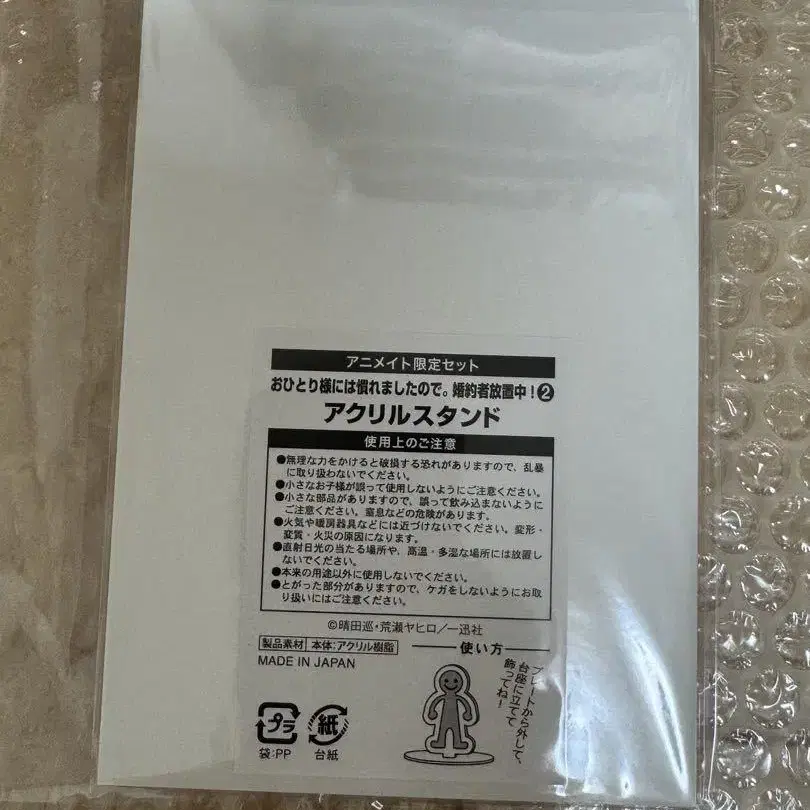 アニメイト限定セット
おひとり様には慣れましたので。婚約者放置中!②
アクリルスタンド
使用上のご注意
●無理な力をかけると破損する恐れがありますので、乱暴
に取り扱わないでください。
●小さなお子様が誤って使用しないようにご注意ください。
●小さな部品がありますので、誤って飲み込まないように
ご注意ください。窒息などの危険があります。
●火気や暖房器具などには近づけないでください。変形・
変質・火災の原因になります。
●直射日光の当たる場所や、高温・多湿な場所には放置し
ないでください。
●本来の用途以外に使用しないでください。
●とがった部分がありますので、ケガをしないようにお取
り扱いにはご注意ください。
©晴田巡・荒瀬ヤヒロ/一迅社
製品素材 本体:アクリル樹脂
MADE IN JAPAN
使い方
プレートから外して、
台座に立てて
飾ってね!
プラ
袋:PP
紙
台紙